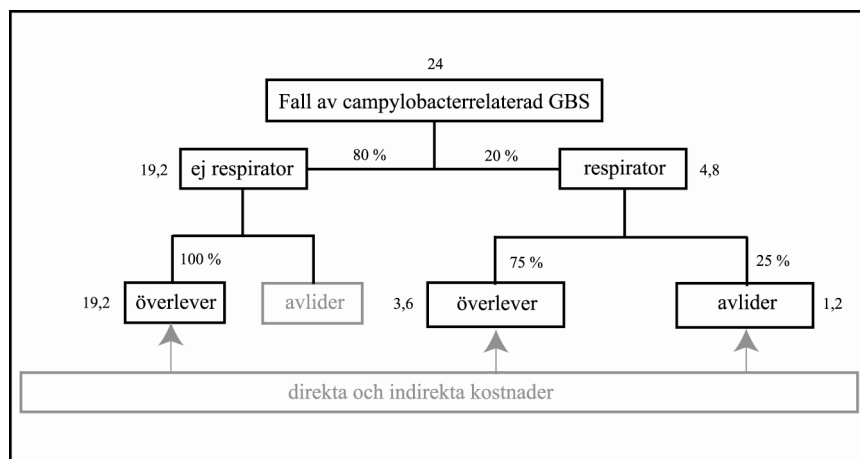 24
Fall av campylobacterrelaterad GBS
80 % 20 %
19,2 ej respirator respirator 4,8
100 % 75 % 25 %
19,2 överlever avlider 3,6 överlever avlider 1,2
direkta och indirekta kostnader